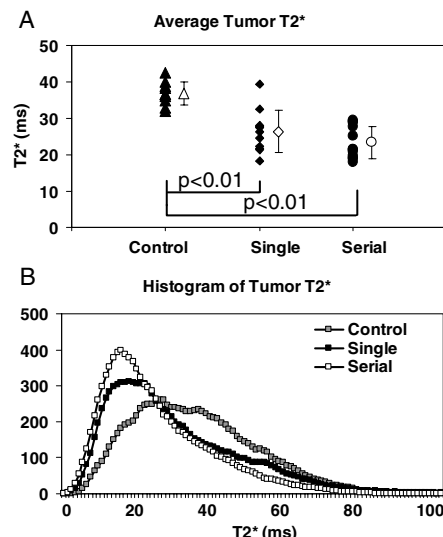 A
Average Tumor T2*
50
40
30
20
10
0
T2* (ms)
p<0.01
p<0.01
Control Single Serial
B
Histogram of Tumor T2*
500
400
300
200
100
0
Control
Single
Serial
0 20 40 60 80 100
T2* (ms)